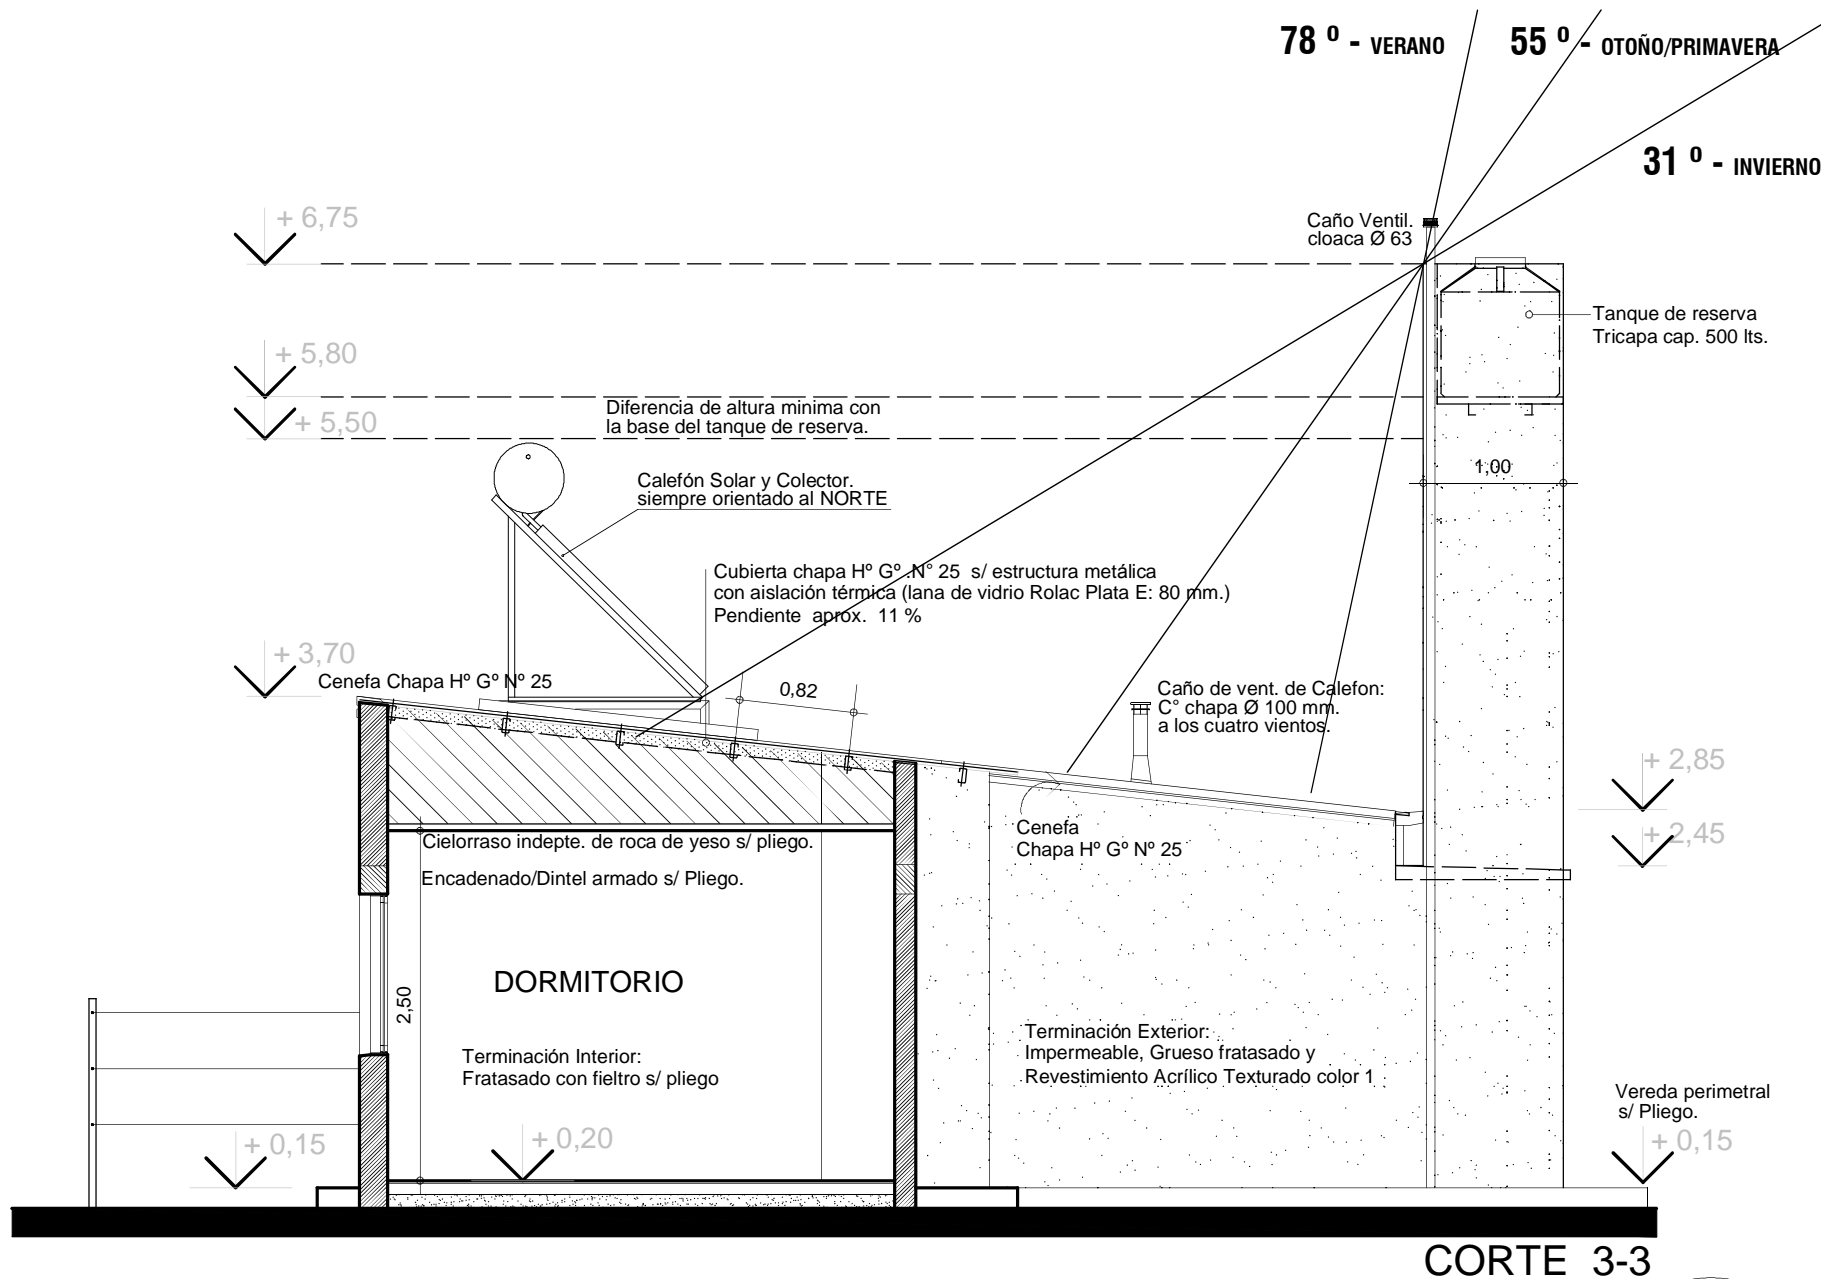 78 º - VERANO
55 º - OTOÑO/PRIMAVERA
31 º - INVIERNO
+ 6,75
Caño Ventil.
cloaca Ø 63
Tanque de reserva
Tricapa cap. 500 lts.
+ 5,80
Diferencia de altura minima con
la base del tanque de reserva.
+ 5,50
1,00
Calefón Solar y Colector.
siempre orientado al NORTE
Cubierta chapa Hº Gº .N° 25 s/ estructura metálica
con aislación térmica (lana de vidrio Rolac Plata E: 80 mm.)
Pendiente aprox. 11 %
+ 3,70
Cenefa Chapa Hº Gº Nº 25
0,82
Caño de vent. de Calefon:
C° chapa Ø 100 mm.
a los cuatro vientos.
+ 2,85
+ 2,45
Cenefa
Chapa Hº Gº Nº 25
Cielorraso indepte. de roca de yeso s/ pliego.
Encadenado/Dintel armado s/ Pliego.
DORMITORIO
2,50
Terminación Interior:
Fratasado con fieltro s/ pliego
Terminación Exterior:
Impermeable, Grueso fratasado y
Revestimiento Acrílico Texturado color 1
Vereda perimetral
s/ Pliego.
+ 0,15
+ 0,20
+ 0,15
CORTE 3-3